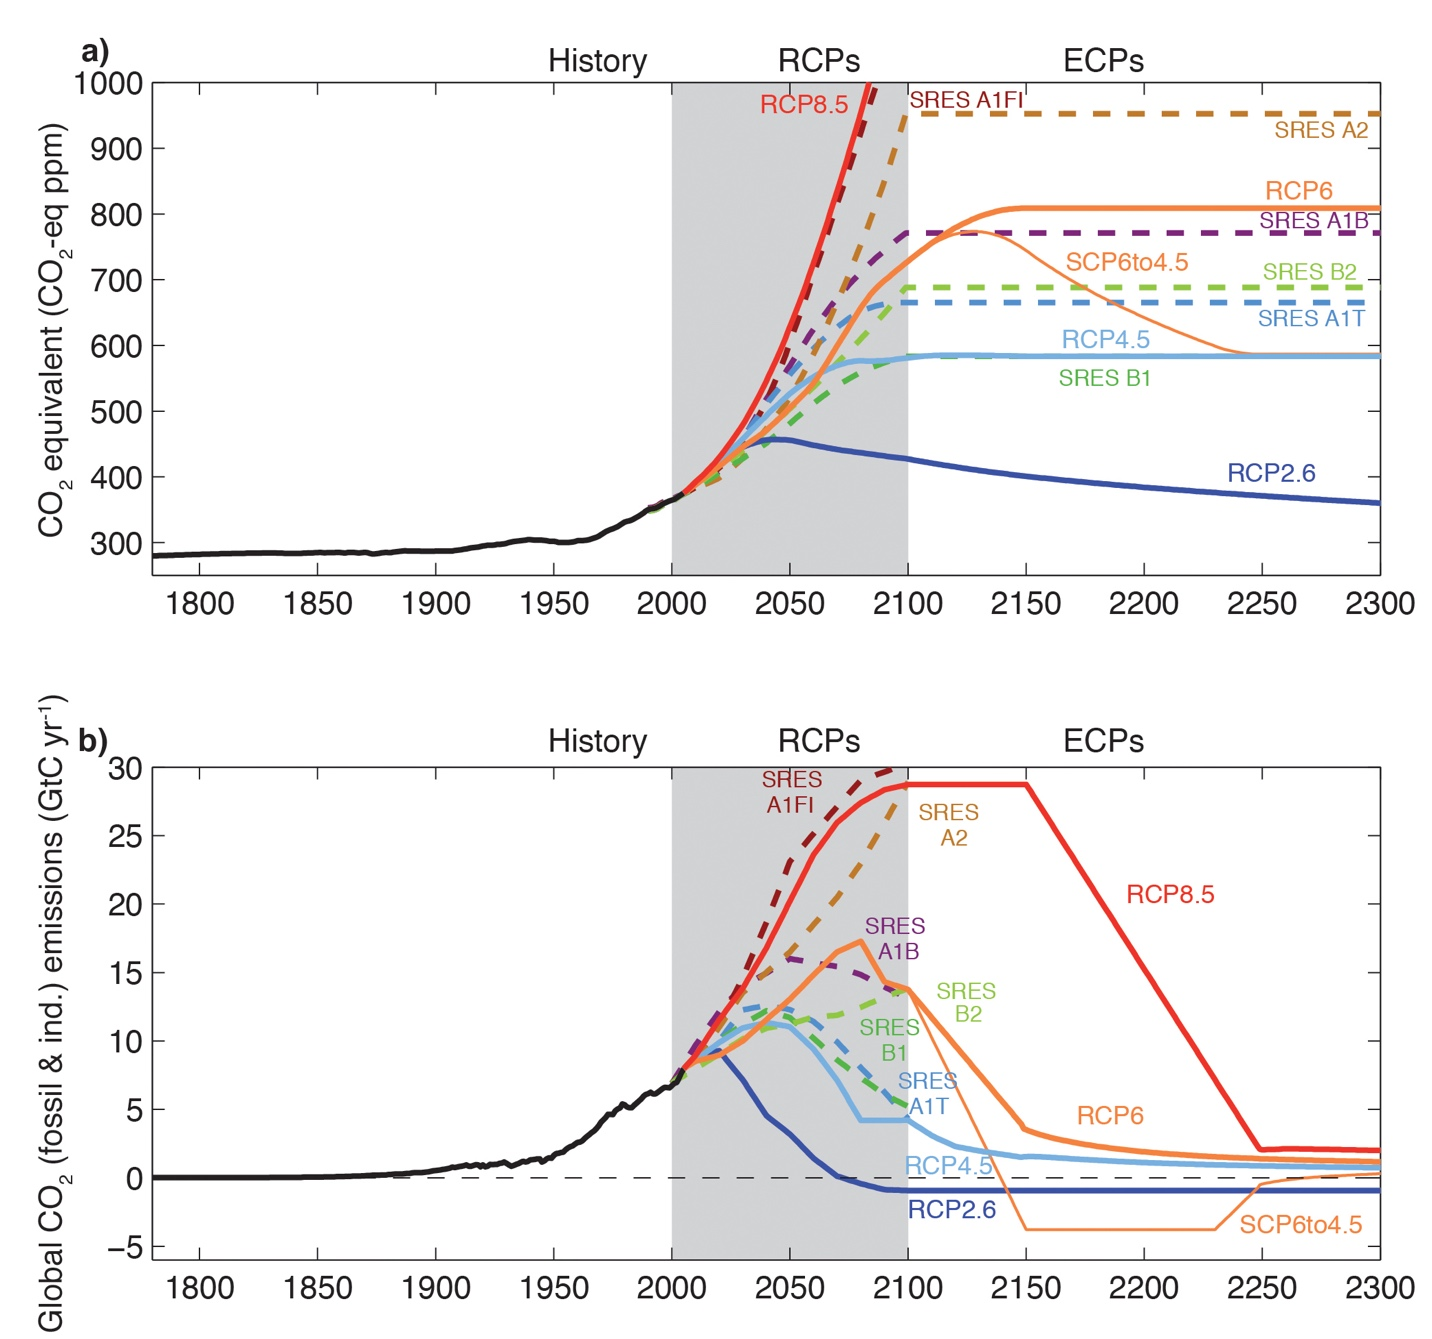 a)
History
RCPs
ECPs
CO2 equivalent (CO2-eq ppm)
1000
900
800
700
600
500
400
300
RCP8.5
SRES A1FI
SRES A2
RCP6
SRES A1B
SCP6to4.5
SRES B2
SRES A1T
RCP4.5
SRES B1
RCP2.6
1800
1850
1900
1950
2000
2050
2100
2150
2200
2250
2300
b)
History
RCPs
ECPs
Global CO2 (fossil & ind.) emissions (GtC yr-1)
30
25
20
15
10
5
0
−5
SRES
A1FI
SRES
A2
RCP8.5
SRES
A1B
SRES
B2
SRES
B1
SRES
A1T
RCP6
RCP4.5
RCP2.6
SCP6to4.5
1800
1850
1900
1950
2000
2050
2100
2150
2200
2250
2300